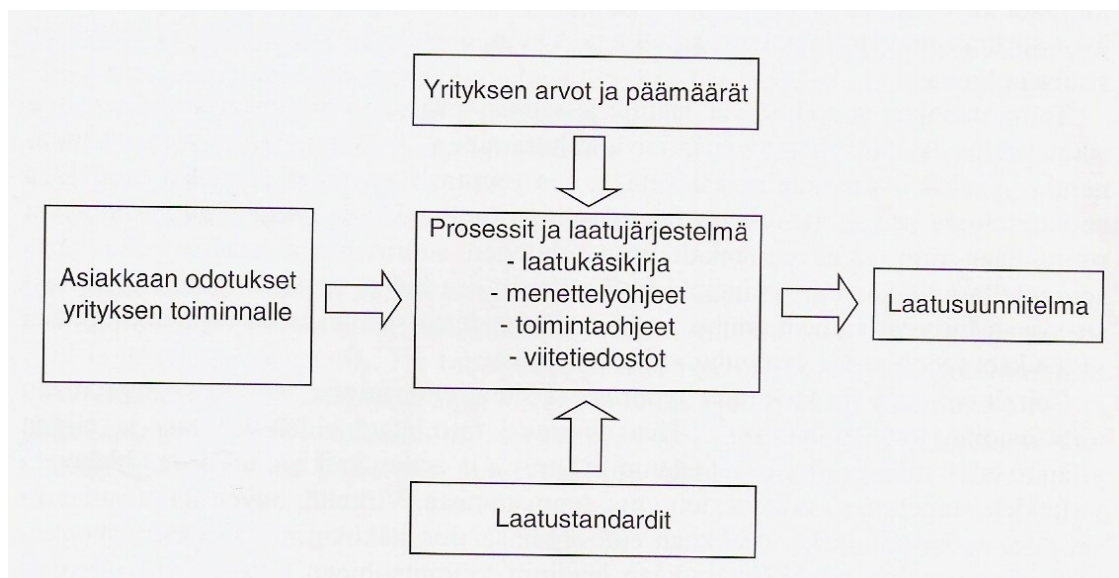 Yrityksen arvot ja päämäärät
Asiakkaan odotukset
yrityksen toiminnalle
Prosessit ja laatujärjestelmä
- laatukäsikirja
- menettelyohjeet
- toimintaohjeet
- viitetiedostot
Laatusuunnitelma
Laatustandardit